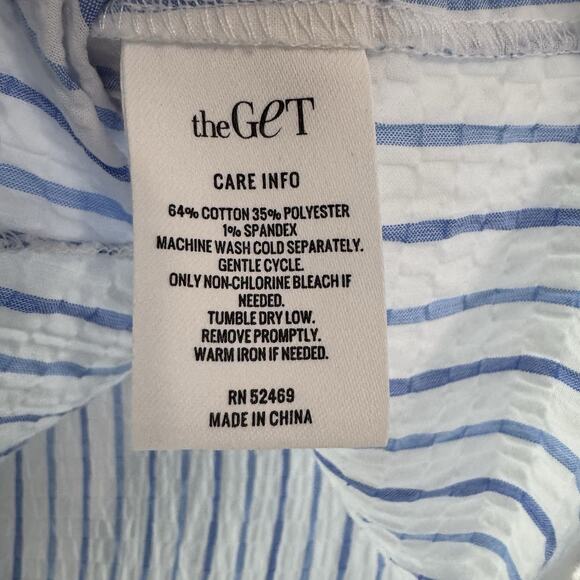 theGeT
CARE INFO
64% COTTON 35% POLYESTER
1% SPANDEX
MACHINE WASH COLD SEPARATELY.
GENTLE CYCLE.
ONLY NON-CHLORINE BLEACH IF
NEEDED.
TUMBLE DRY LOW.
REMOVE PROMPTLY.
WARM IRON IF NEEDED.
RN 52469
MADE IN CHINA